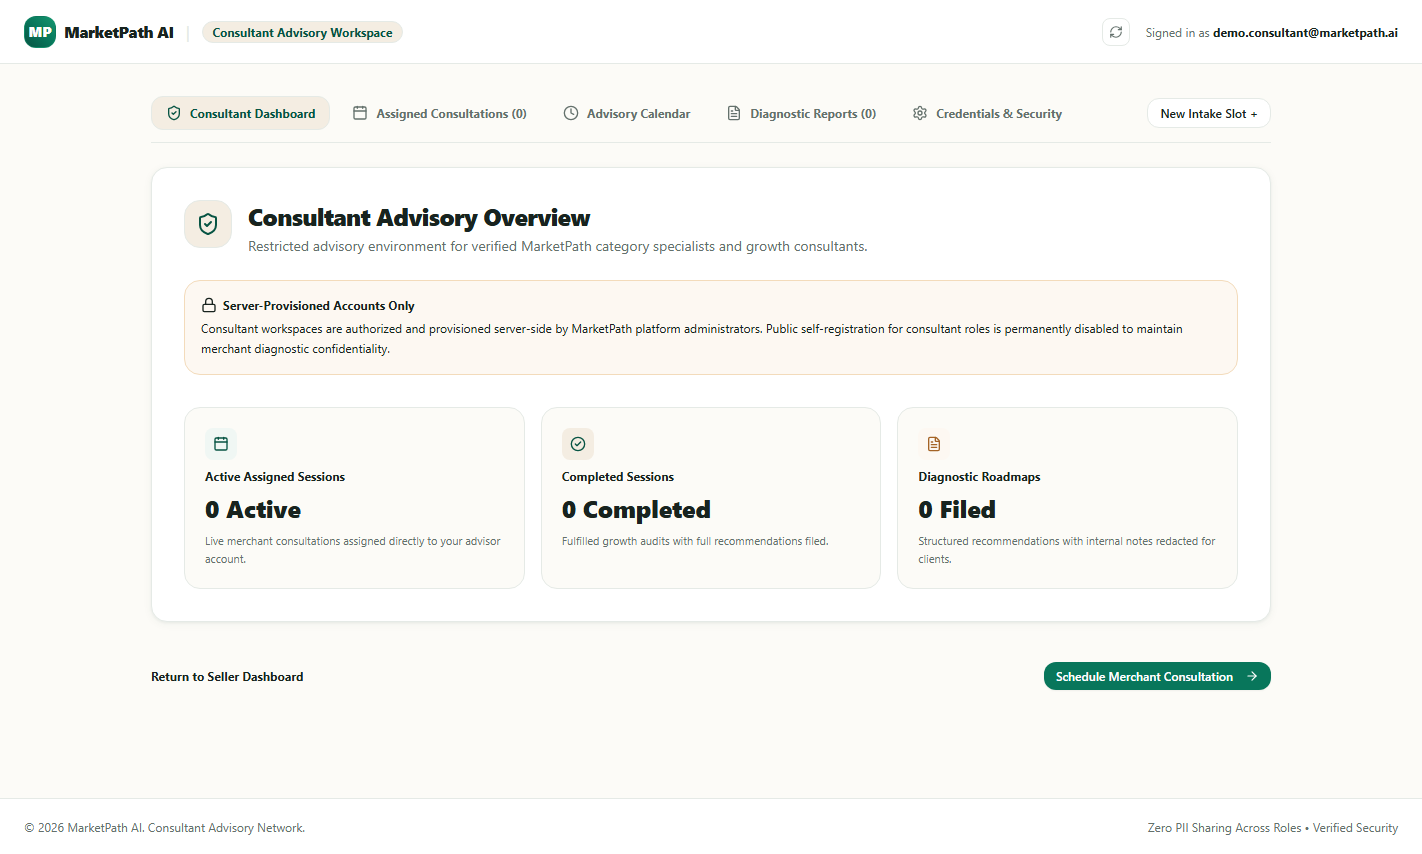 MP MarketPath AI
Consultant Advisory Workspace
Signed in as demo.consultant@marketpath.ai
Consultant Dashboard
Assigned Consultations (0)
Advisory Calendar
Diagnostic Reports (0)
Credentials & Security
New Intake Slot +
Consultant Advisory Overview
Restricted advisory environment for verified MarketPath category specialists and growth consultants.
Server-Provisioned Accounts Only
Consultant workspaces are authorized and provisioned server-side by MarketPath platform administrators. Public self-registration for consultant roles is permanently disabled to maintain
merchant diagnostic confidentiality.
Active Assigned Sessions
0 Active
Live merchant consultations assigned directly to your advisor
account.
Completed Sessions
0 Completed
Fulfilled growth audits with full recommendations filed.
Diagnostic Roadmaps
0 Filed
Structured recommendations with internal notes redacted for
clients.
Return to Seller Dashboard
Schedule Merchant Consultation →
© 2026 MarketPath AI. Consultant Advisory Network.
Zero PII Sharing Across Roles • Verified Security